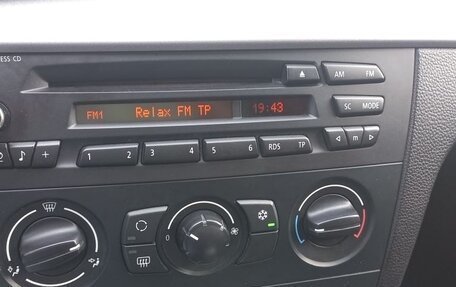 ESS CD
AM FM
FM1 Relax FM TP 19:43
SC MODE
1 2 3 4 5 6 RDS TP
m
0